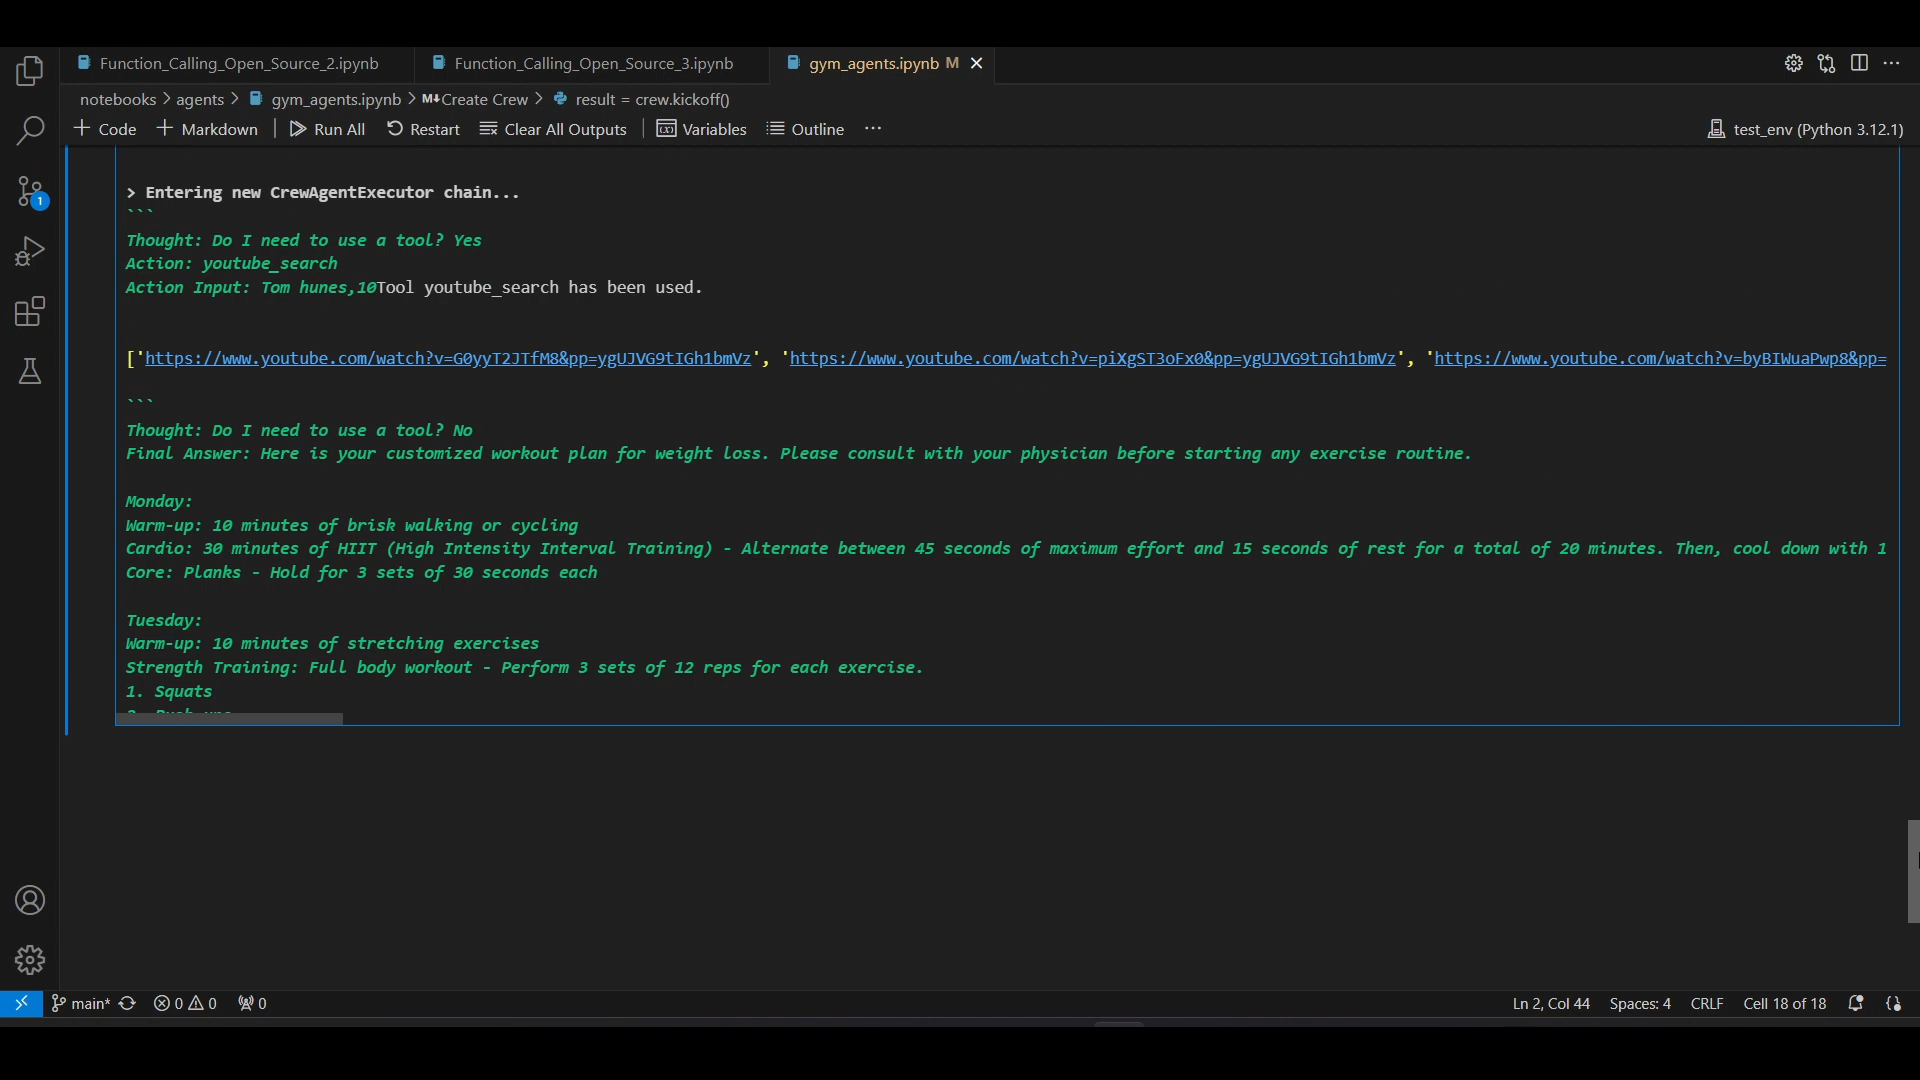 Function_Calling_Open_Source_2.ipynb
Function_Calling_Open_Source_3.ipynb
gym_agents.ipynb M
notebooks > agents > gym_agents.ipynb > M↓Create Crew > result = crew.kickoff()
+ Code + Markdown Run All Restart Clear All Outputs Variables Outline ···
test_env (Python 3.12.1)
1
> Entering new CrewAgentExecutor chain...
```
Thought: Do I need to use a tool? Yes
Action: youtube_search
Action Input: Tom hunes,10Tool youtube_search has been used.
['https://www.youtube.com/watch?v=G0yyT2JTfM8&pp=ygUJVG9tIGh1bmVz', 'https://www.youtube.com/watch?v=piXgST3oFx0&pp=ygUJVG9tIGh1bmVz', 'https://www.youtube.com/watch?v=byBIWuaPwp8&pp=
```
Thought: Do I need to use a tool? No
Final Answer: Here is your customized workout plan for weight loss. Please consult with your physician before starting any exercise routine.
Monday:
Warm-up: 10 minutes of brisk walking or cycling
Cardio: 30 minutes of HIIT (High Intensity Interval Training) - Alternate between 45 seconds of maximum effort and 15 seconds of rest for a total of 20 minutes. Then, cool down with 1
Core: Planks - Hold for 3 sets of 30 seconds each
Tuesday:
Warm-up: 10 minutes of stretching exercises
Strength Training: Full body workout - Perform 3 sets of 12 reps for each exercise.
1. Squats
main* 0 0 0
Ln 2, Col 44 Spaces: 4 CRLF Cell 18 of 18